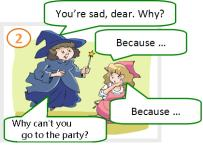 You're sad, dear. Why?
2
Because ...
Because ...
Why can't you
go to the party?